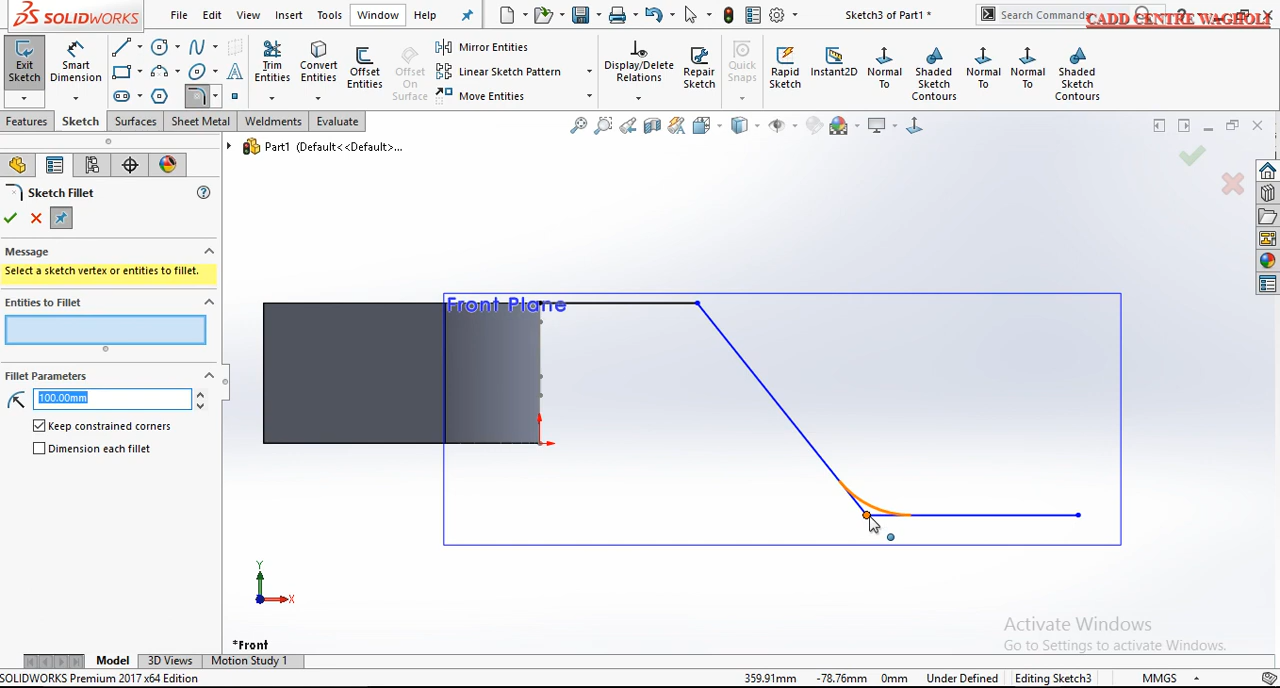 SOLIDWORKS
File Edit View Insert Tools Window Help
Sketch3 of Part1 *
Search Commands
CADD CENTRE WAGHOLI
Exit Sketch
Smart Dimension
Trim Entities
Convert Entities
Offset Entities
Offset On Surface
Mirror Entities
Linear Sketch Pattern
Move Entities
Display/Delete Relations
Repair Sketch
Quick Snaps
Rapid Sketch
Instant2D
Normal To
Shaded Sketch Contours
Normal To
Normal To
Shaded Sketch Contours
Features Sketch Surfaces Sheet Metal Weldments Evaluate
Part1 (Default<<Default>...
Sketch Fillet
Message
Select a sketch vertex or entities to fillet.
Entities to Fillet
Fillet Parameters
100.00mm
Keep constrained corners
Dimension each fillet
Front Plane
Y
X
*Front
Activate Windows
Go to Settings to activate Windows.
Model 3D Views Motion Study 1
SOLIDWORKS Premium 2017 x64 Edition
359.91mm -78.76mm 0mm Under Defined Editing Sketch3 MMGS